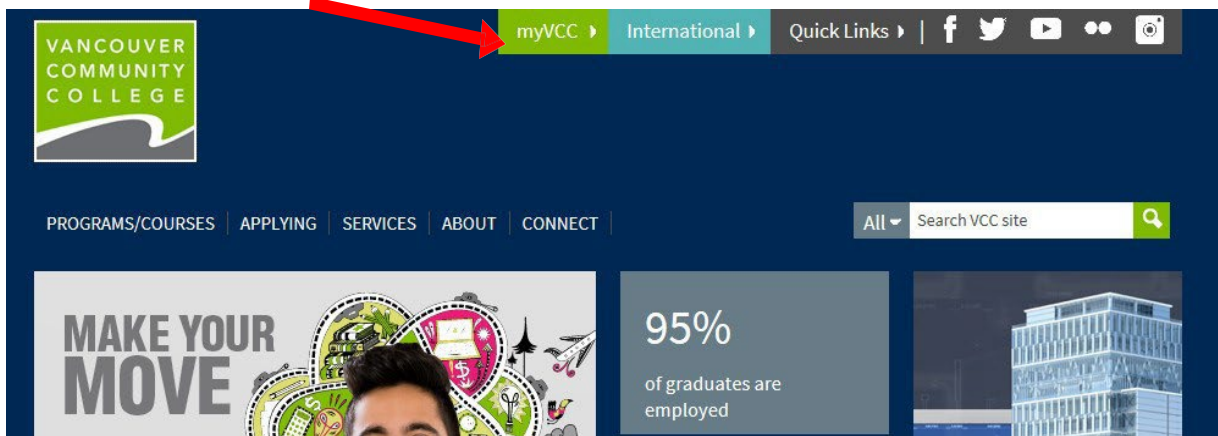 myVCC International Quick Links |
VANCOUVER
COMMUNITY
COLLEGE
PROGRAMS/COURSES APPLYING SERVICES ABOUT CONNECT
All Search VCC site
MAKE YOUR
MOVE
95%
of graduates are
employed